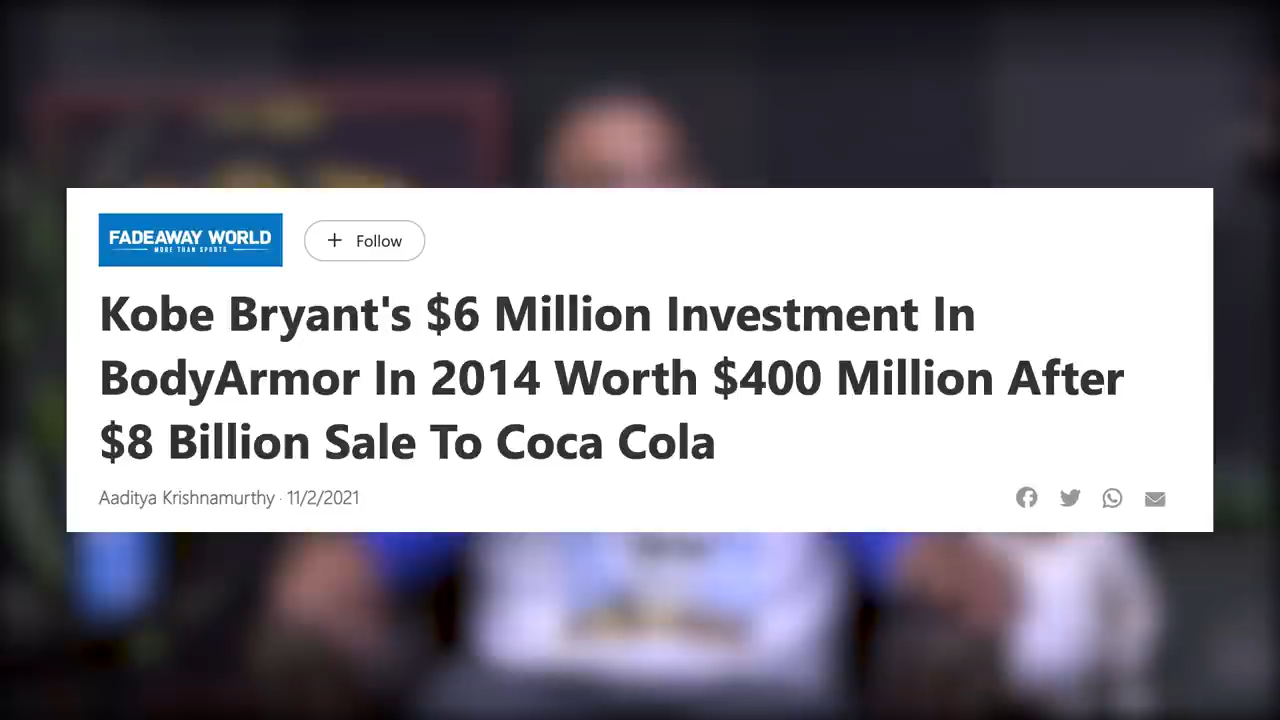 FADEAWAY WORLD
MORE THAN SPORTS
+ Follow
Kobe Bryant's $6 Million Investment In
BodyArmor In 2014 Worth $400 Million After
$8 Billion Sale To Coca Cola
Aaditya Krishnamurthy · 11/2/2021